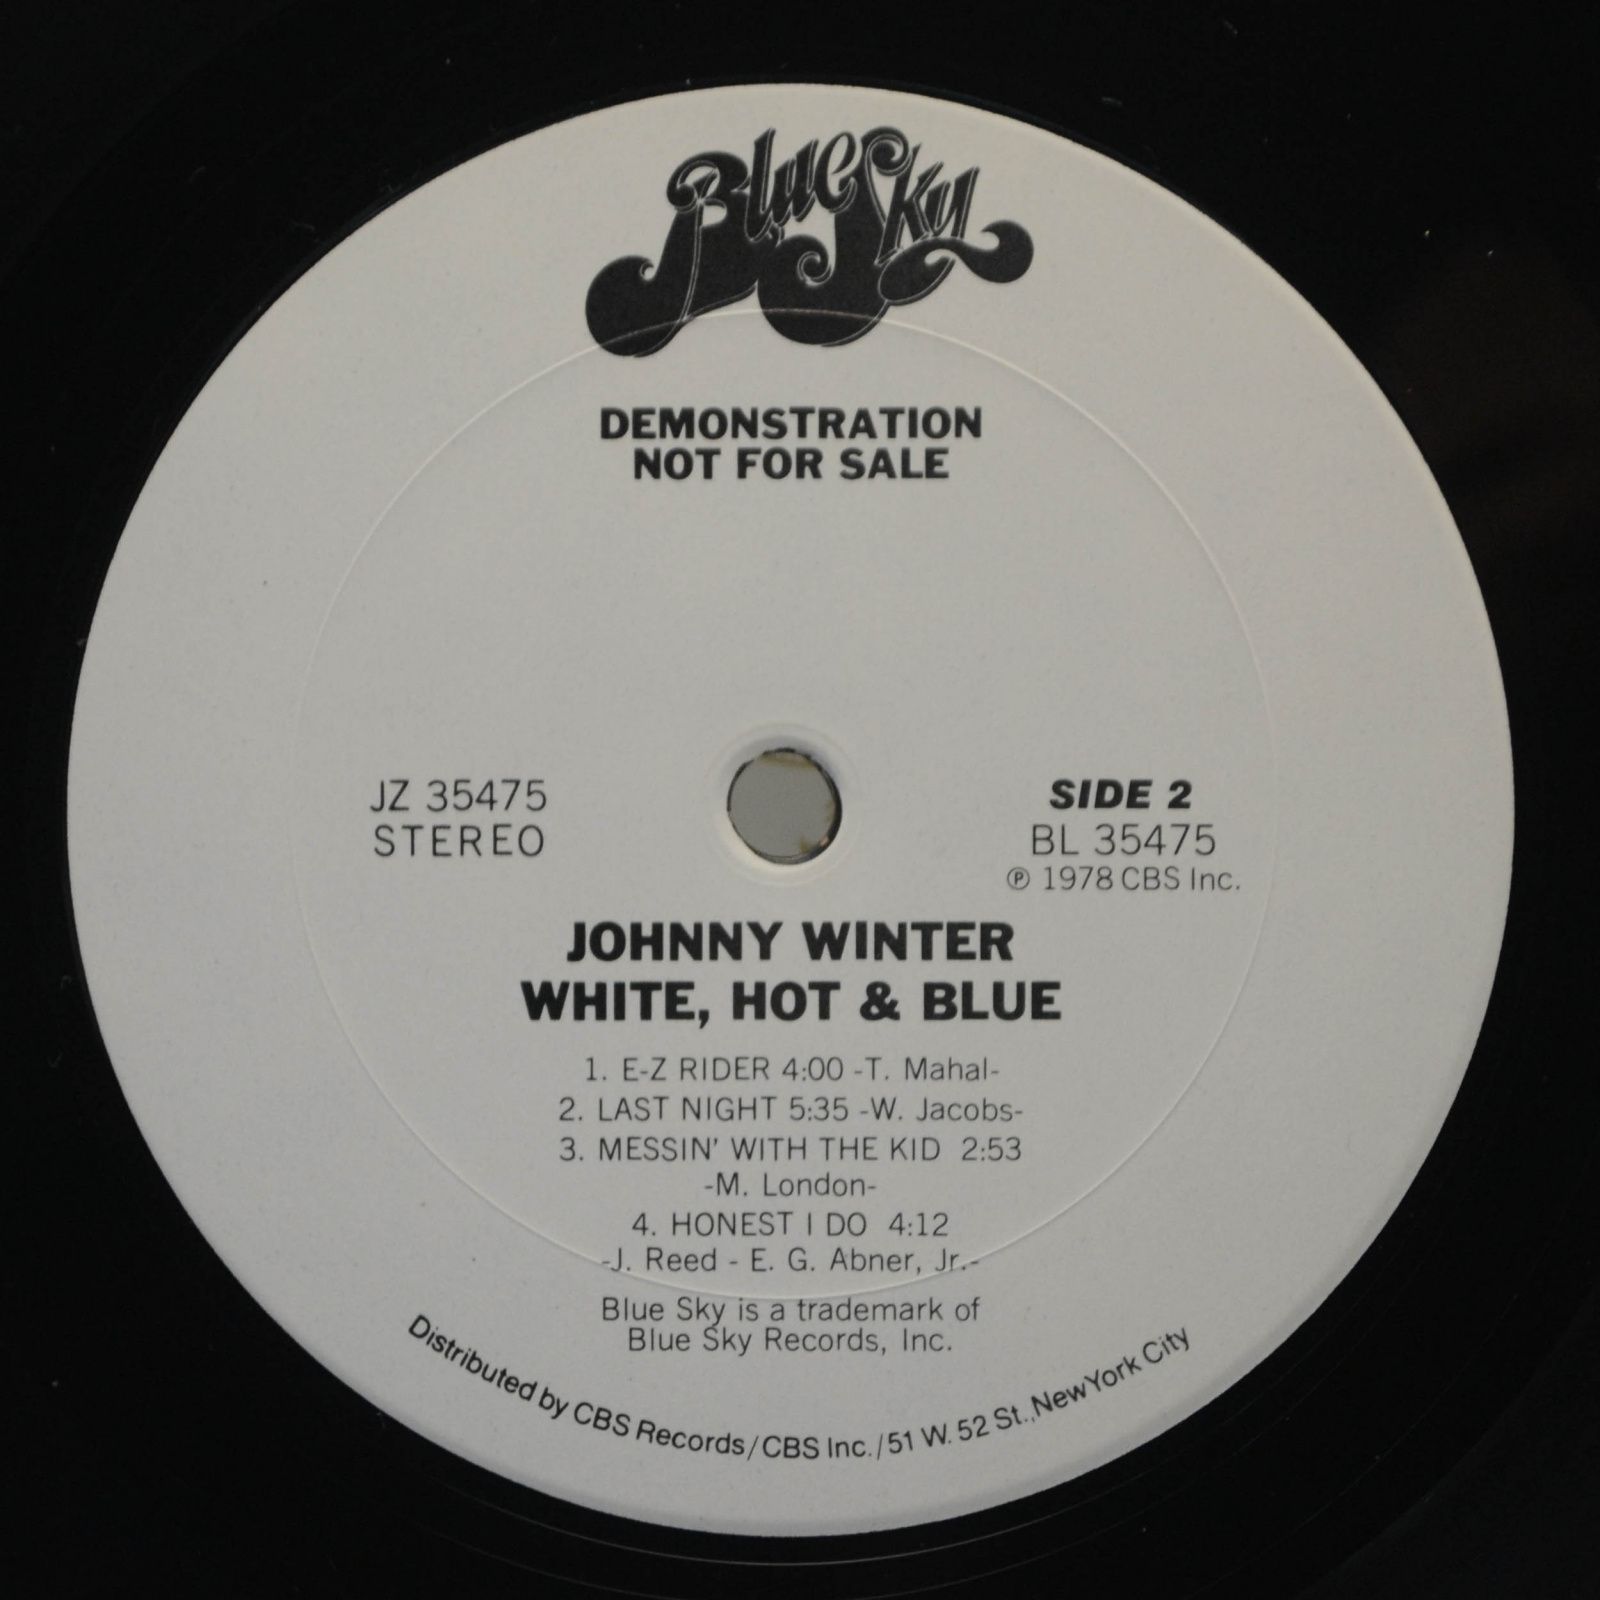 Blue Sky
DEMONSTRATION
NOT FOR SALE
JZ 35475
STEREO
SIDE 2
BL 35475
℗ 1978 CBS Inc.
JOHNNY WINTER
WHITE, HOT & BLUE
1. E-Z RIDER 4:00 -T. Mahal-
2. LAST NIGHT 5:35 -W. Jacobs-
3. MESSIN' WITH THE KID 2:53
-M. London-
4. HONEST I DO 4:12
-J. Reed - E. G. Abner, Jr.-
Blue Sky is a trademark of
Blue Sky Records, Inc.
Distributed by CBS Records/CBS Inc./51 W. 52 St., New York City